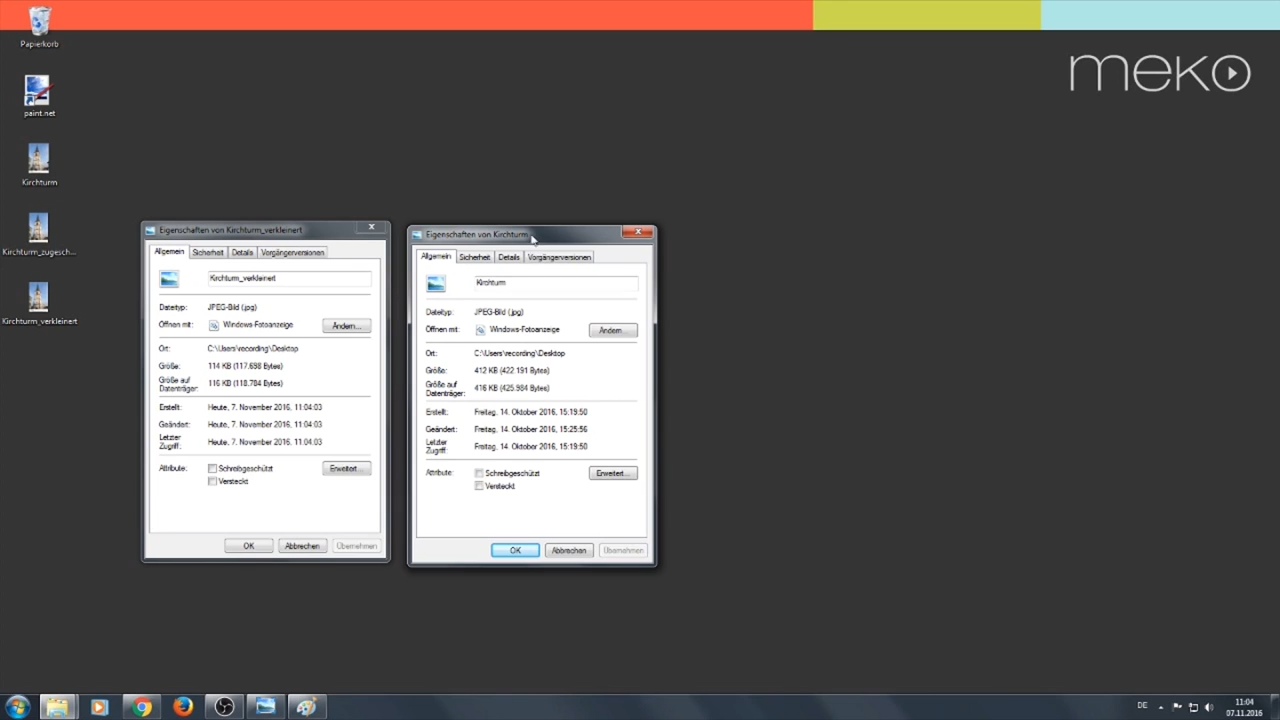 Papierkorb
meko
paint.net
Kirchturm
Kirchturm_zugesch...
Kirchturm_verkleinert
Eigenschaften von Kirchturm_verkleinert
Allgemein Sicherheit Details Vorgängerversionen
Kirchturm_verkleinert
Dateityp: JPEG-Bild (.jpg)
Öffnen mit: Windows-Fotoanzeige Ändern...
Ort: C:\Users\recording\Desktop
Größe: 114 KB (117.698 Bytes)
Größe auf
Datenträger: 116 KB (118.784 Bytes)
Erstellt: Heute, 7. November 2016, 11:04:03
Geändert: Heute, 7. November 2016, 11:04:03
Letzter
Zugriff: Heute, 7. November 2016, 11:04:03
Attribute: Schreibgeschützt Erweitert...
Versteckt
OK Abbrechen Übernehmen
Eigenschaften von Kirchturm
Allgemein Sicherheit Details Vorgängerversionen
Kirchturm
Dateityp: JPEG-Bild (.jpg)
Öffnen mit: Windows-Fotoanzeige Ändern...
Ort: C:\Users\recording\Desktop
Größe: 412 KB (422.191 Bytes)
Größe auf
Datenträger: 416 KB (425.984 Bytes)
Erstellt: Freitag, 14. Oktober 2016, 15:19:50
Geändert: Freitag, 14. Oktober 2016, 15:25:56
Letzter
Zugriff: Freitag, 14. Oktober 2016, 15:19:50
Attribute: Schreibgeschützt Erweitert...
Versteckt
OK Abbrechen Übernehmen
DE 11:04
07.11.2016